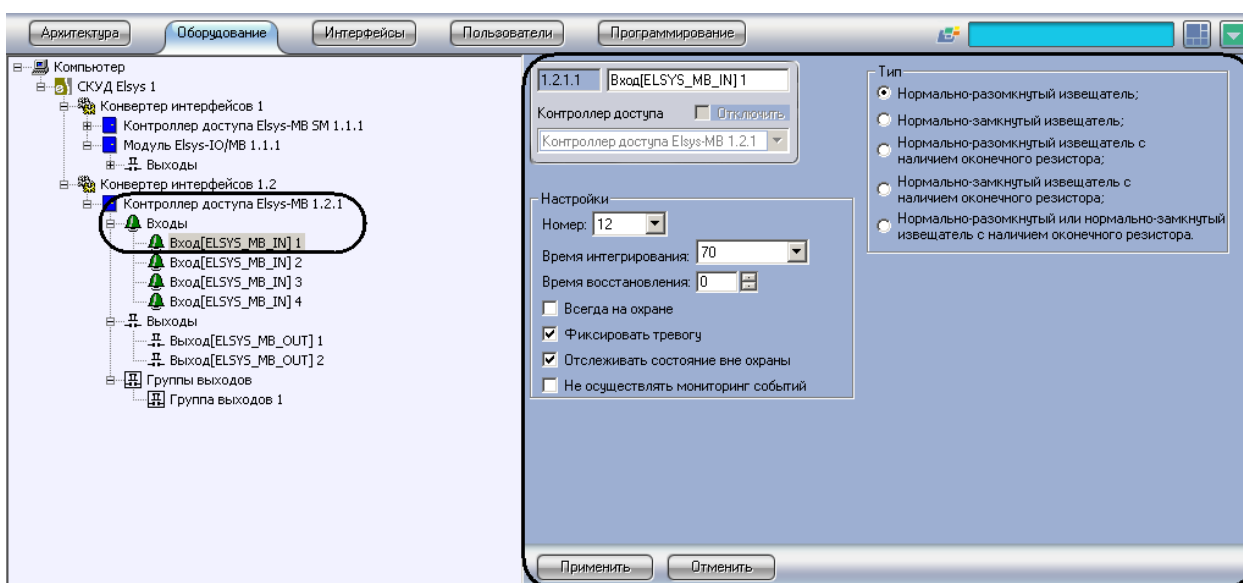 Архитектура
Оборудование
Интерфейсы
Пользователи
Программирование
Компьютер
СКУД Elsys 1
Конвертер интерфейсов 1
Контроллер доступа Elsys-MB SM 1.1.1
Модуль Elsys-IO/MB 1.1.1
Выходы
Конвертер интерфейсов 1.2
Контроллер доступа Elsys-MB 1.2.1
Входы
Вход[ELSYS_MB_IN] 1
Вход[ELSYS_MB_IN] 2
Вход[ELSYS_MB_IN] 3
Вход[ELSYS_MB_IN] 4
Выходы
Выход[ELSYS_MB_OUT] 1
Выход[ELSYS_MB_OUT] 2
Группы выходов
Группа выходов 1
1.2.1.1 Вход[ELSYS_MB_IN] 1
Контроллер доступа Отключить
Контроллер доступа Elsys-MB 1.2.1
Настройки
Номер: 12
Время интегрирования: 70
Время восстановления: 0
Всегда на охране
Фиксировать тревогу
Отслеживать состояние вне охраны
Не осуществлять мониторинг событий
Тип
Нормально-разомкнутый извещатель;
Нормально-замкнутый извещатель;
Нормально-разомкнутый извещатель с
наличием оконечного резистора;
Нормально-замкнутый извещатель с
наличием оконечного резистора;
Нормально-разомкнутый или нормально-замкнутый
извещатель с наличием оконечного резистора.
Применить
Отменить